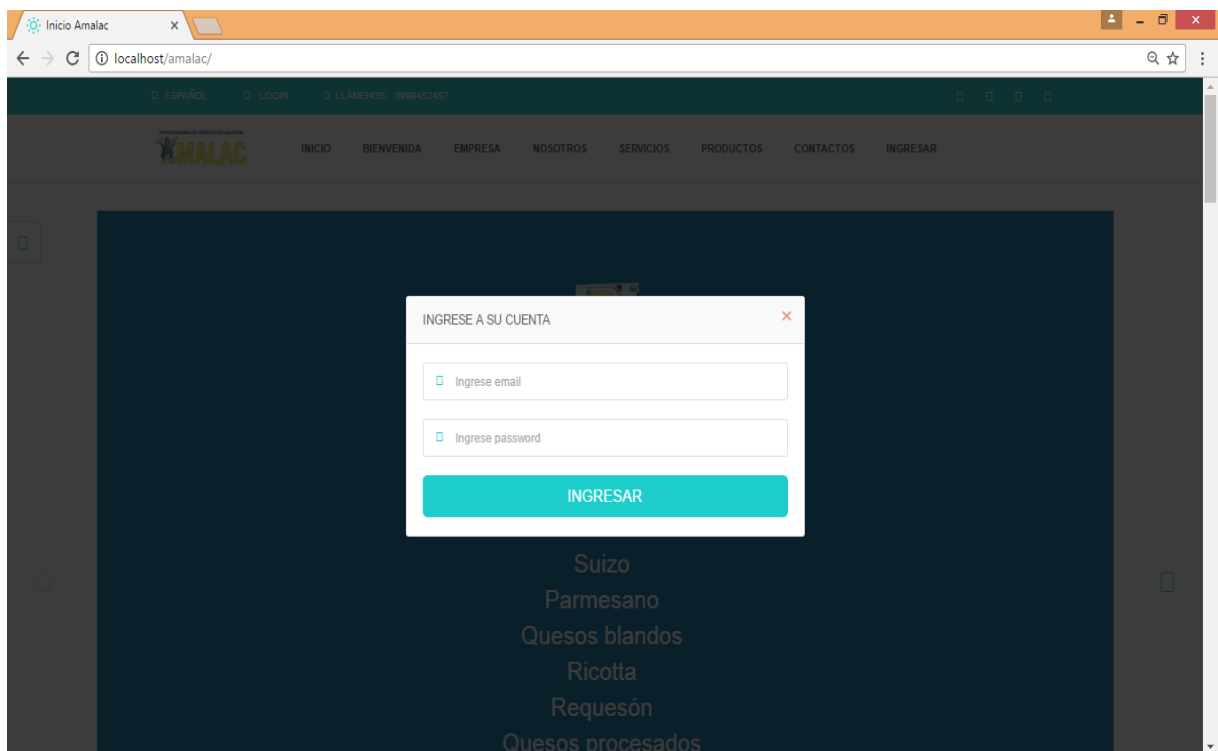 Inicio Amalac
localhost/amalac/
ESPAÑOL LOGIN LLÁMENOS: 0999452457
AMALAC
INICIO BIENVENIDA EMPRESA NOSOTROS SERVICIOS PRODUCTOS CONTACTOS INGRESAR
INGRESE A SU CUENTA
Ingrese email
Ingrese password
INGRESAR
Suizo
Parmesano
Quesos blandos
Ricotta
Requesón
Quesos procesados